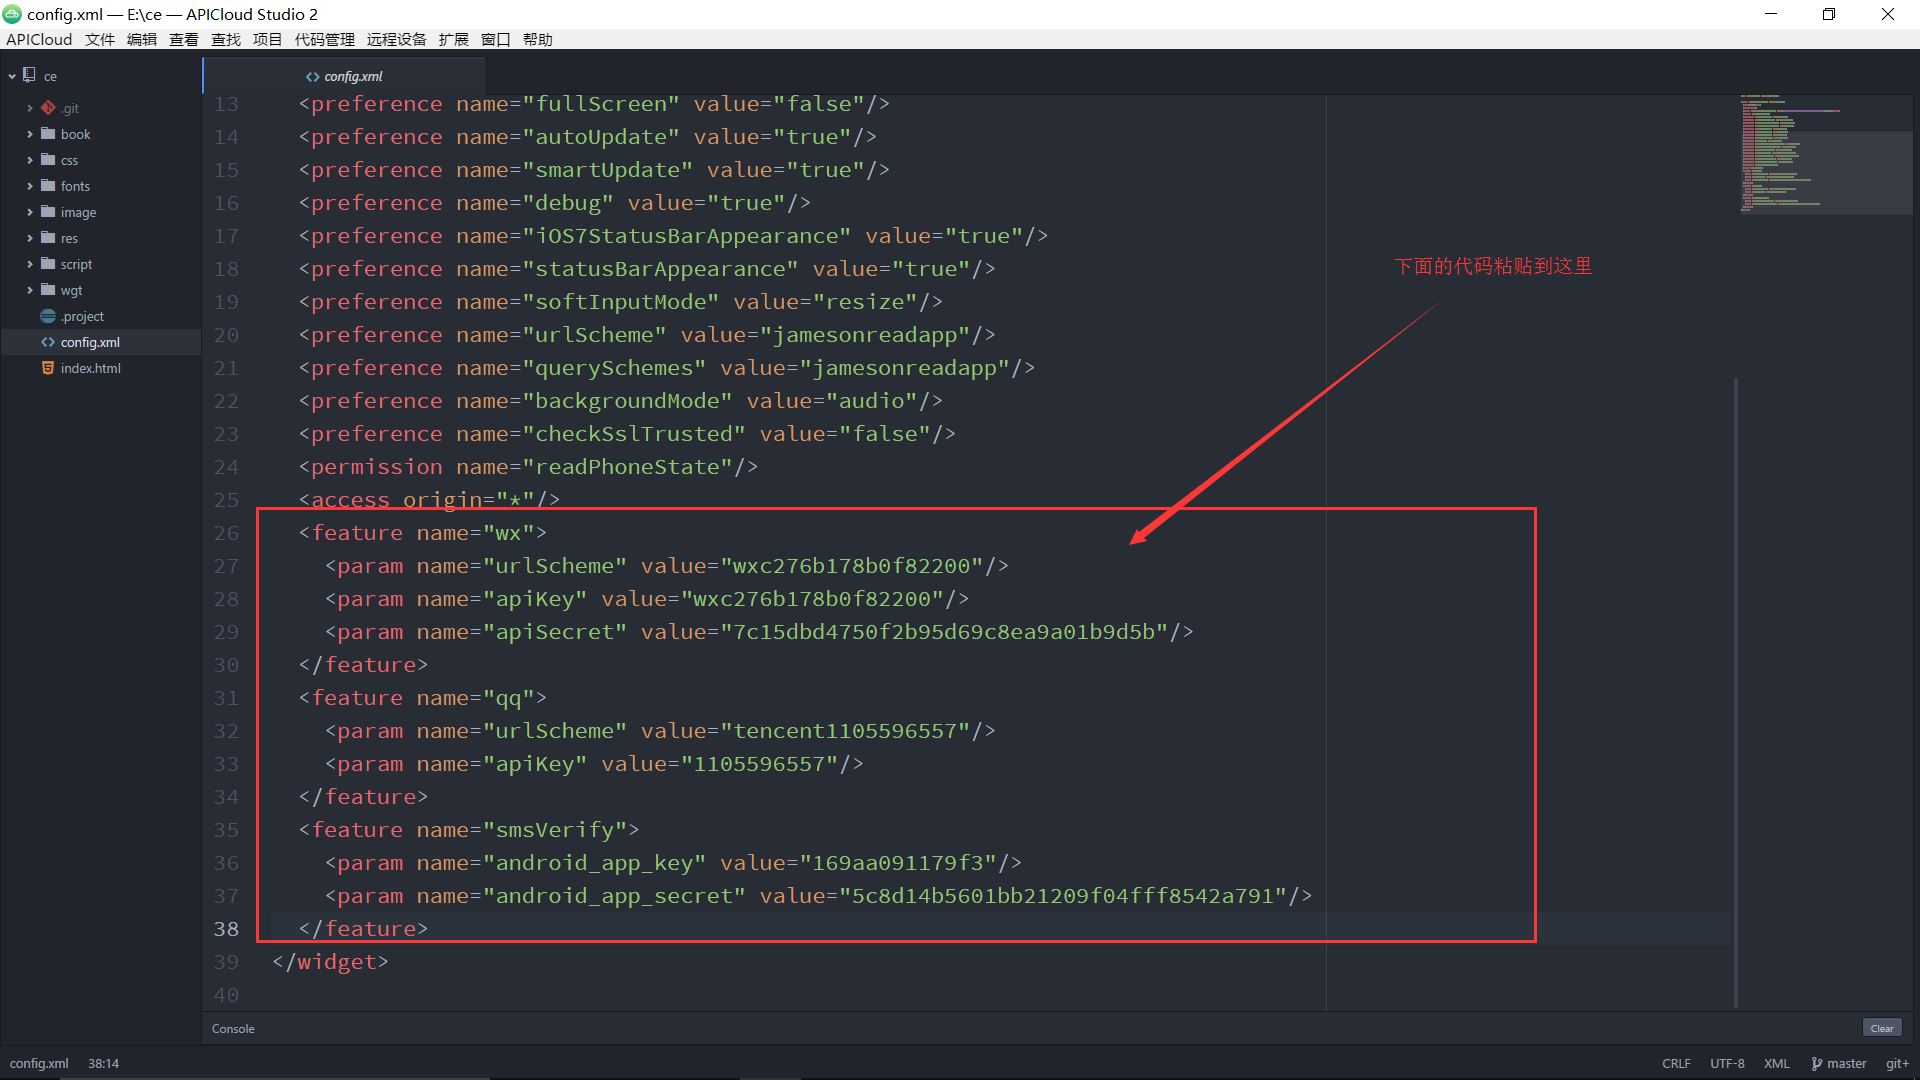 config.xml — E:\ce — APICloud Studio 2
APICloud 文件 编辑 查看 查找 项目 代码管理 远程设备 扩展 窗口 帮助
ce
.git
book
css
fonts
image
res
script
wgt
.project
config.xml
index.html
config.xml
13 <preference name="fullScreen" value="false"/>
14 <preference name="autoUpdate" value="true"/>
15 <preference name="smartUpdate" value="true"/>
16 <preference name="debug" value="true"/>
17 <preference name="iOS7StatusBarAppearance" value="true"/>
18 <preference name="statusBarAppearance" value="true"/>
19 <preference name="softInputMode" value="resize"/>
20 <preference name="urlScheme" value="jamesonreadapp"/>
21 <preference name="querySchemes" value="jamesonreadapp"/>
22 <preference name="backgroundMode" value="audio"/>
23 <preference name="checkSslTrusted" value="false"/>
24 <permission name="readPhoneState"/>
25 <access origin="*"/>
26 <feature name="wx">
27 <param name="urlScheme" value="wxc276b178b0f82200"/>
28 <param name="apiKey" value="wxc276b178b0f82200"/>
29 <param name="apiSecret" value="7c15dbd4750f2b95d69c8ea9a01b9d5b"/>
30 </feature>
31 <feature name="qq">
32 <param name="urlScheme" value="tencent1105596557"/>
33 <param name="apiKey" value="1105596557"/>
34 </feature>
35 <feature name="smsVerify">
36 <param name="android_app_key" value="169aa091179f3"/>
37 <param name="android_app_secret" value="5c8d14b5601bb21209f04fff8542a791"/>
38 </feature>
39 </widget>
40
下面的代码粘贴到这里
Console
Clear
config.xml 38:14
CRLF UTF-8 XML master git+